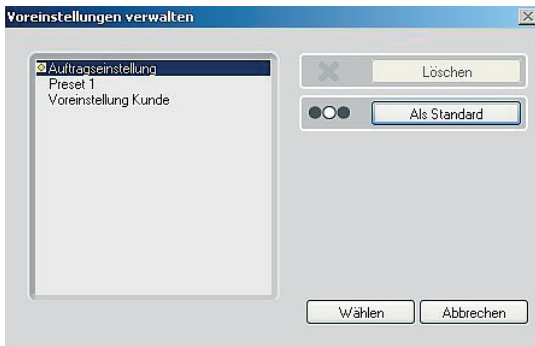 Voreinstellungen verwalten
Auftragseinstellung
Preset 1
Voreinstellung Kunde
Löschen
Als Standard
Wählen
Abbrechen